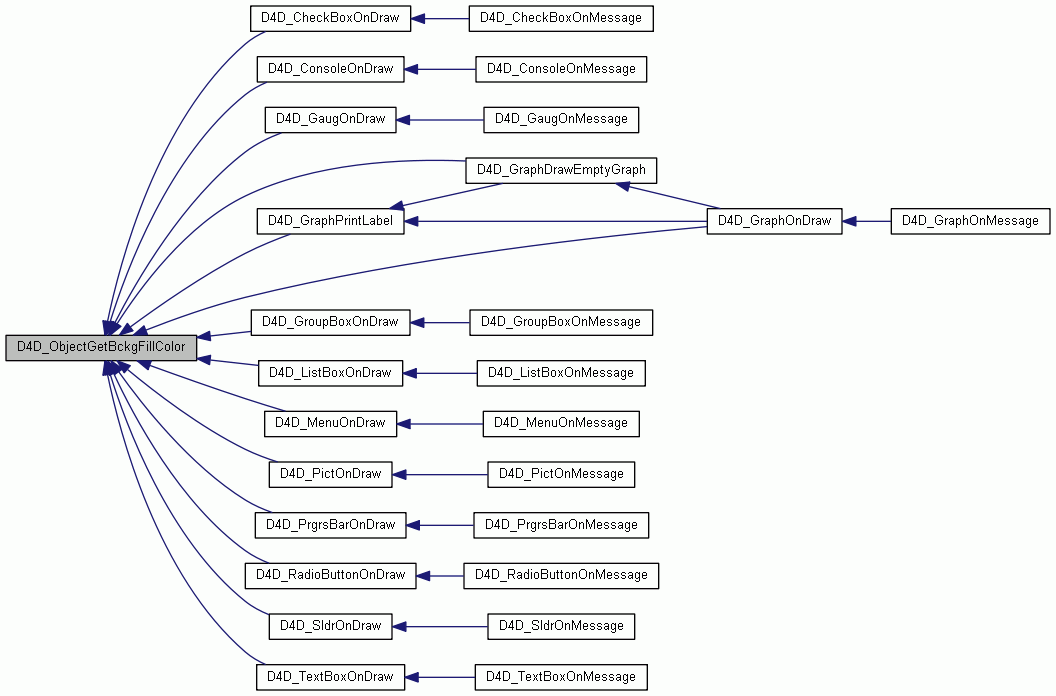 D4D_CheckBoxOnDraw D4D_CheckBoxOnMessage
D4D_ConsoleOnDraw D4D_ConsoleOnMessage
D4D_GaugOnDraw D4D_GaugOnMessage
D4D_GraphDrawEmptyGraph
D4D_GraphPrintLabel D4D_GraphOnDraw D4D_GraphOnMessage
D4D_GroupBoxOnDraw D4D_GroupBoxOnMessage
D4D_ObjectGetBckgFillColor
D4D_ListBoxOnDraw D4D_ListBoxOnMessage
D4D_MenuOnDraw D4D_MenuOnMessage
D4D_PictOnDraw D4D_PictOnMessage
D4D_PrgrsBarOnDraw D4D_PrgrsBarOnMessage
D4D_RadioButtonOnDraw D4D_RadioButtonOnMessage
D4D_SldrOnDraw D4D_SldrOnMessage
D4D_TextBoxOnDraw D4D_TextBoxOnMessage